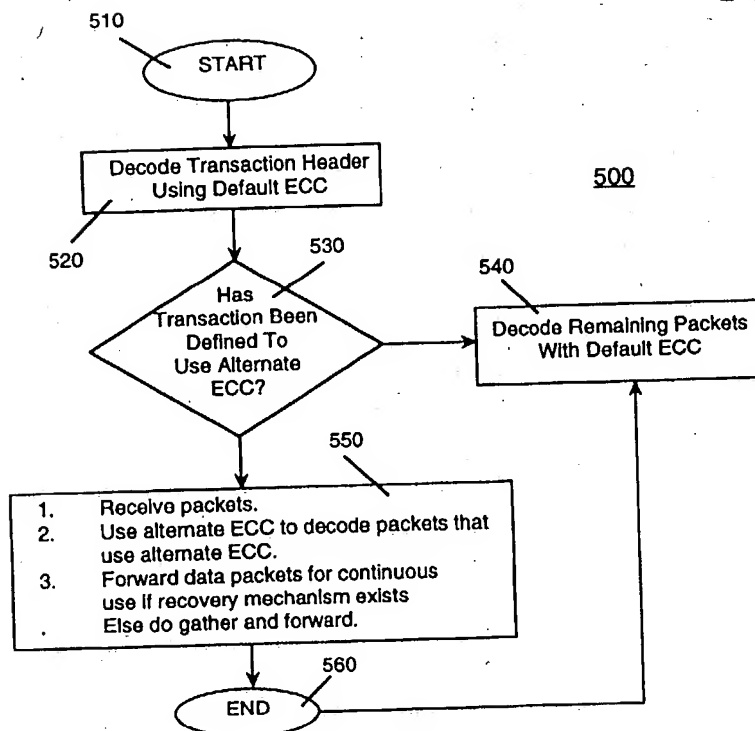 510
START
Decode Transaction Header
Using Default ECC
500
520
530
540
Has
Transaction Been
Defined To
Use Alternate
ECC?
Decode Remaining Packets
With Default ECC
550
1. Receive packets.
2. Use alternate ECC to decode packets that
use alternate ECC.
3. Forward data packets for continuous
use if recovery mechanism exists
. Else do gather and forward.
560
END